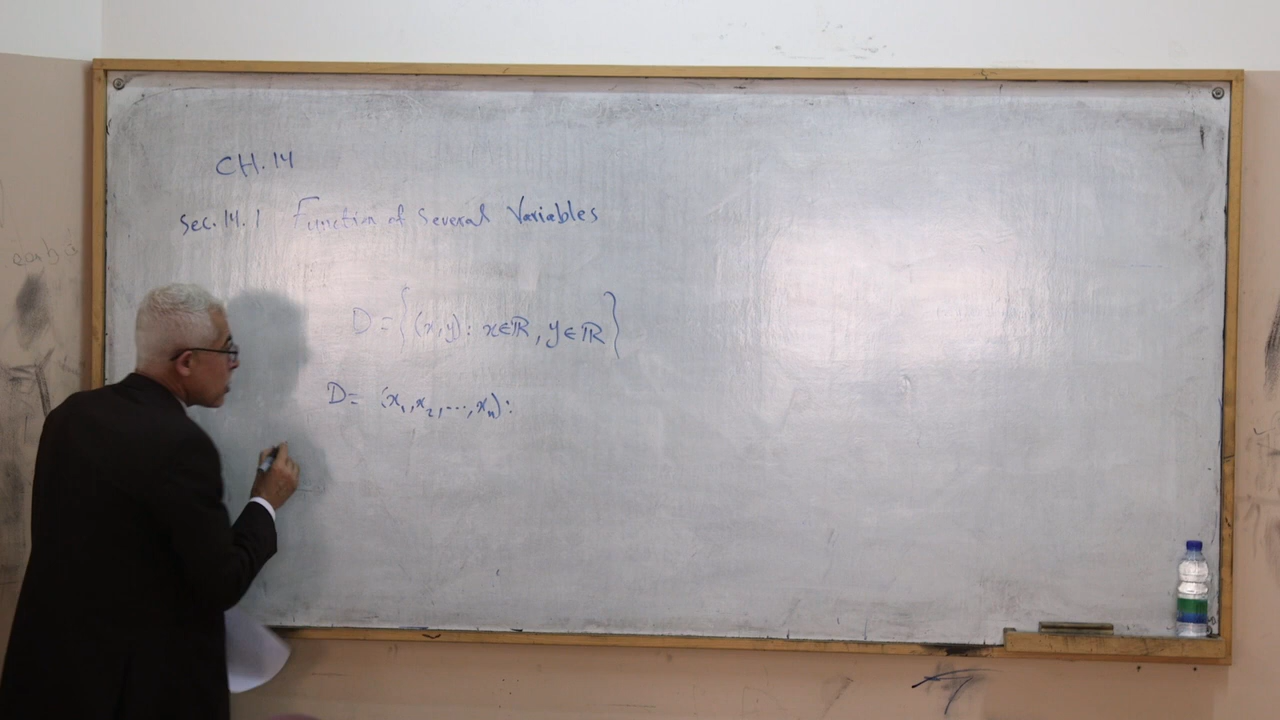 CH. 14
Sec. 14.1 Function of Several Variables
D = {(x,y): x∈ℝ, y∈ℝ}
D = (x₁,x₂,...,xₙ):